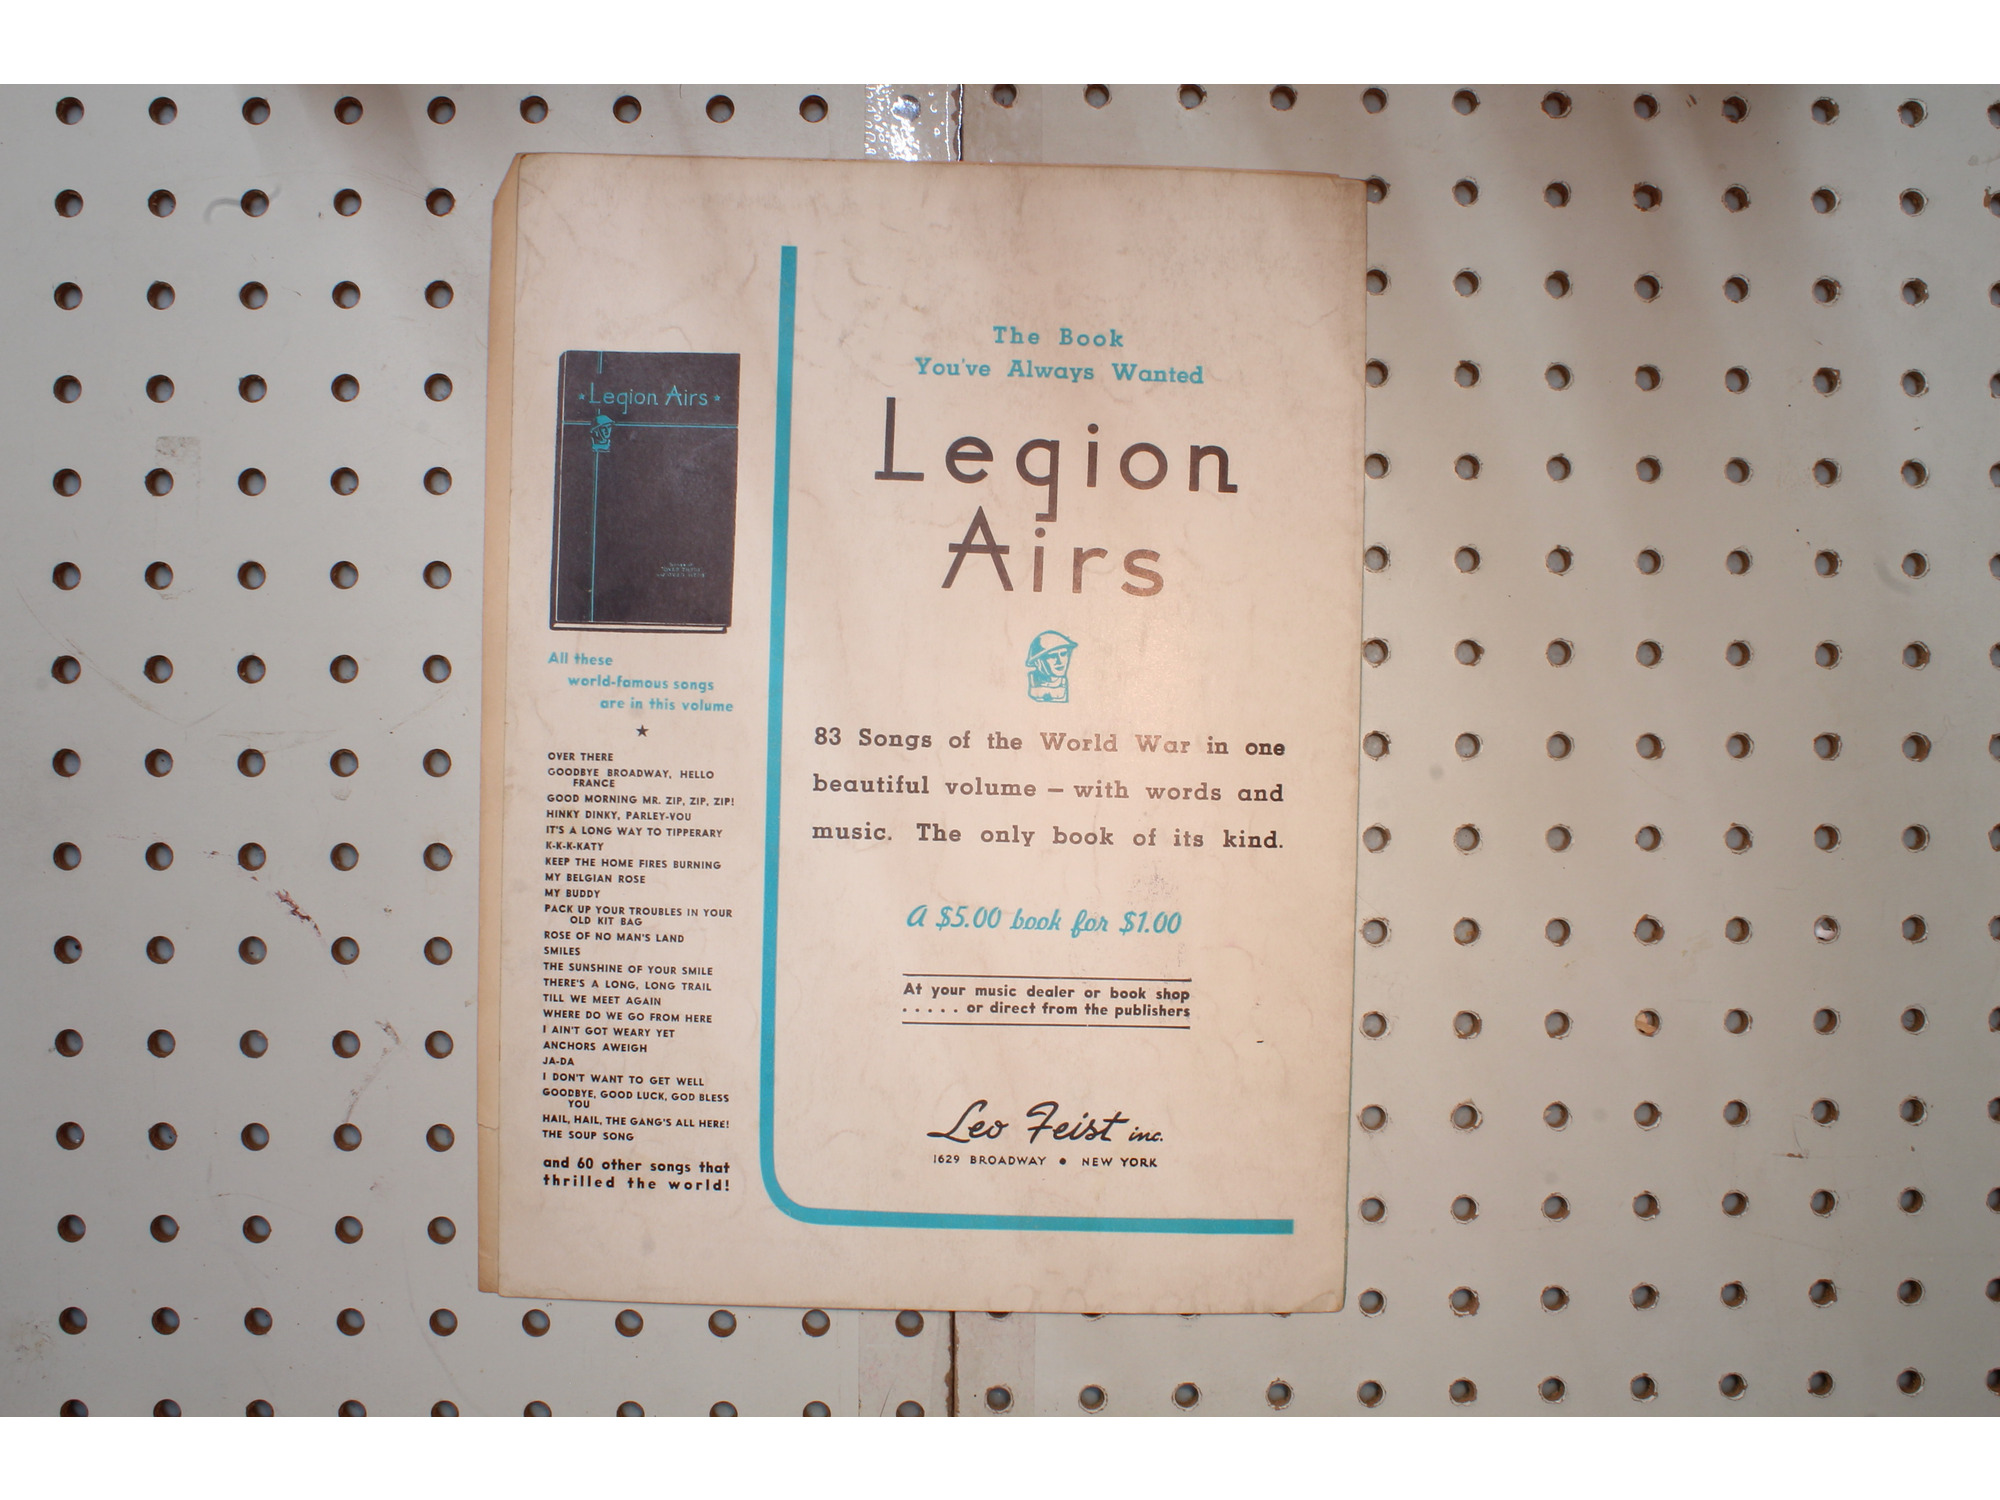 Legion Airs
All these
world-famous songs
are in this volume
OVER THERE
GOODBYE BROADWAY, HELLO
FRANCE
GOOD MORNING MR. ZIP, ZIP, ZIP!
HINKY DINKY, PARLEY-VOU
IT'S A LONG WAY TO TIPPERARY
K-K-K-KATY
KEEP THE HOME FIRES BURNING
MY BELGIAN ROSE
MY BUDDY
PACK UP YOUR TROUBLES IN YOUR
OLD KIT BAG
ROSE OF NO MAN'S LAND
SMILES
THE SUNSHINE OF YOUR SMILE
THERE'S A LONG, LONG TRAIL
TILL WE MEET AGAIN
WHERE DO WE GO FROM HERE
I AIN'T GOT WEARY YET
ANCHORS AWEIGH
JA-DA
I DON'T WANT TO GET WELL
GOODBYE, GOOD LUCK, GOD BLESS
YOU
HAIL, HAIL, THE GANG'S ALL HERE!
THE SOUP SONG
and 60 other songs that
thrilled the world!
The Book
You've Always Wanted
Legion
Airs
83 Songs of the World War in one
beautiful volume — with words and
music. The only book of its kind.
A $5.00 book for $1.00
At your music dealer or book shop
..... or direct from the publishers
Leo Feist inc.
1629 BROADWAY • NEW YORK